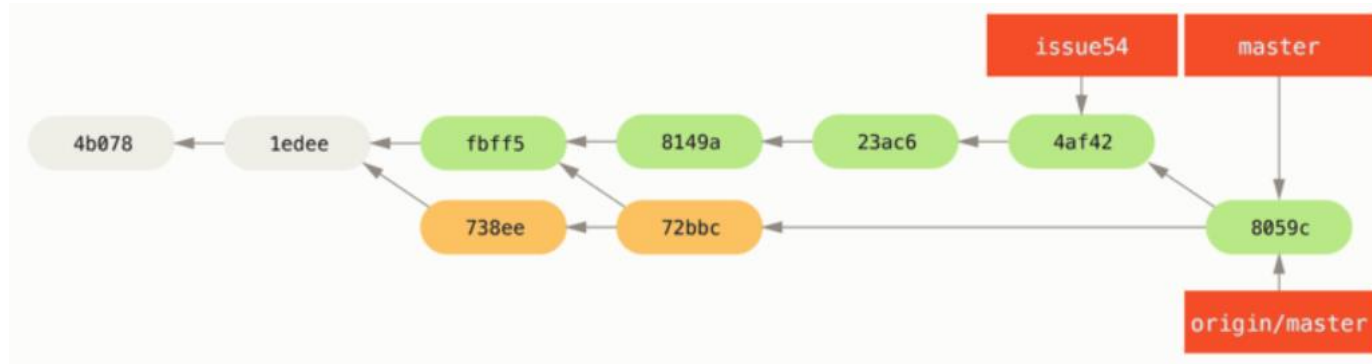 issue54 master
4b078 1edee fbff5 8149a 23ac6 4af42
738ee 72bbc 8059c
origin/master